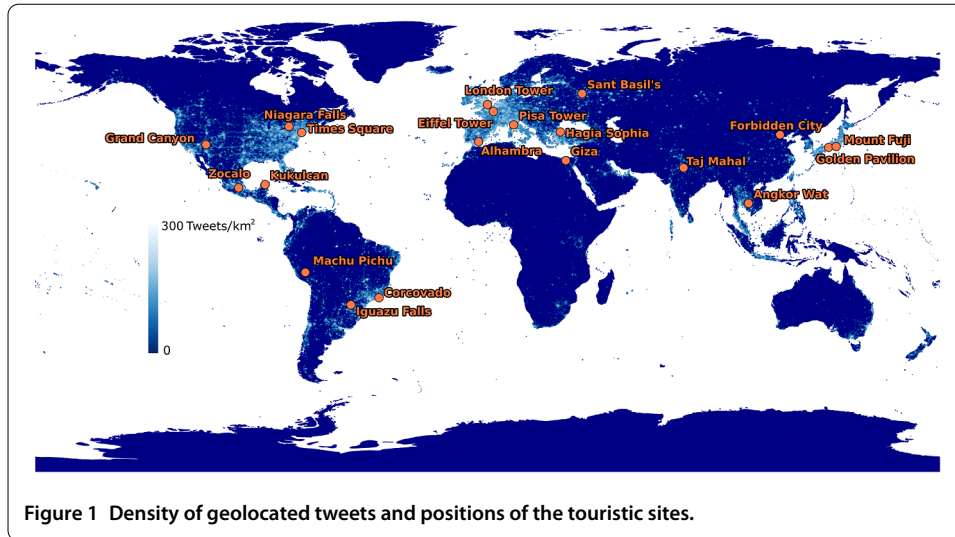 London Tower
Sant Basil's
Niagara Falls
Times Square
Eiffel Tower
Pisa Tower
Forbidden City
Hagia Sophia
Grand Canyon
Mount Fuji
Alhambra
Giza
Golden Pavilion
Taj Mahal
Zocalo
Kukulcan
Angkor Wat
300 Tweets/km²
Machu Pichu
Corcovado
Iguazu Falls
0
Figure 1 Density of geolocated tweets and positions of the touristic sites.